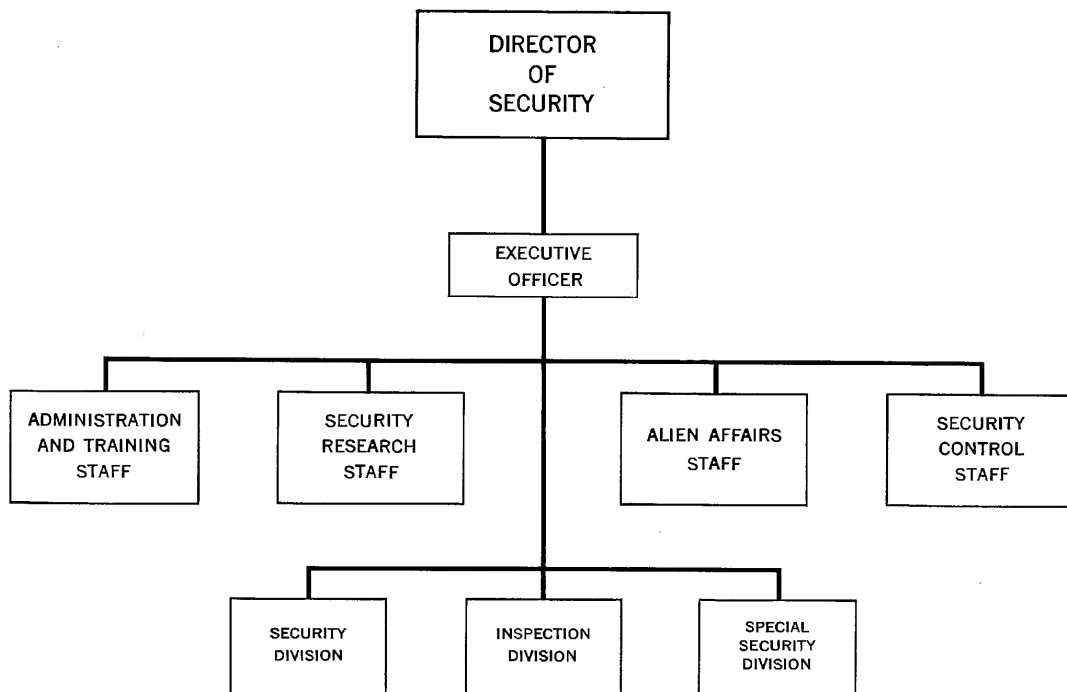 DIRECTOR
OF
SECURITY
EXECUTIVE
OFFICER
ADMINISTRATION
AND TRAINING
STAFF
SECURITY
RESEARCH
STAFF
ALIEN AFFAIRS
STAFF
SECURITY
CONTROL
STAFF
SECURITY
DIVISION
INSPECTION
DIVISION
SPECIAL
SECURITY
DIVISION